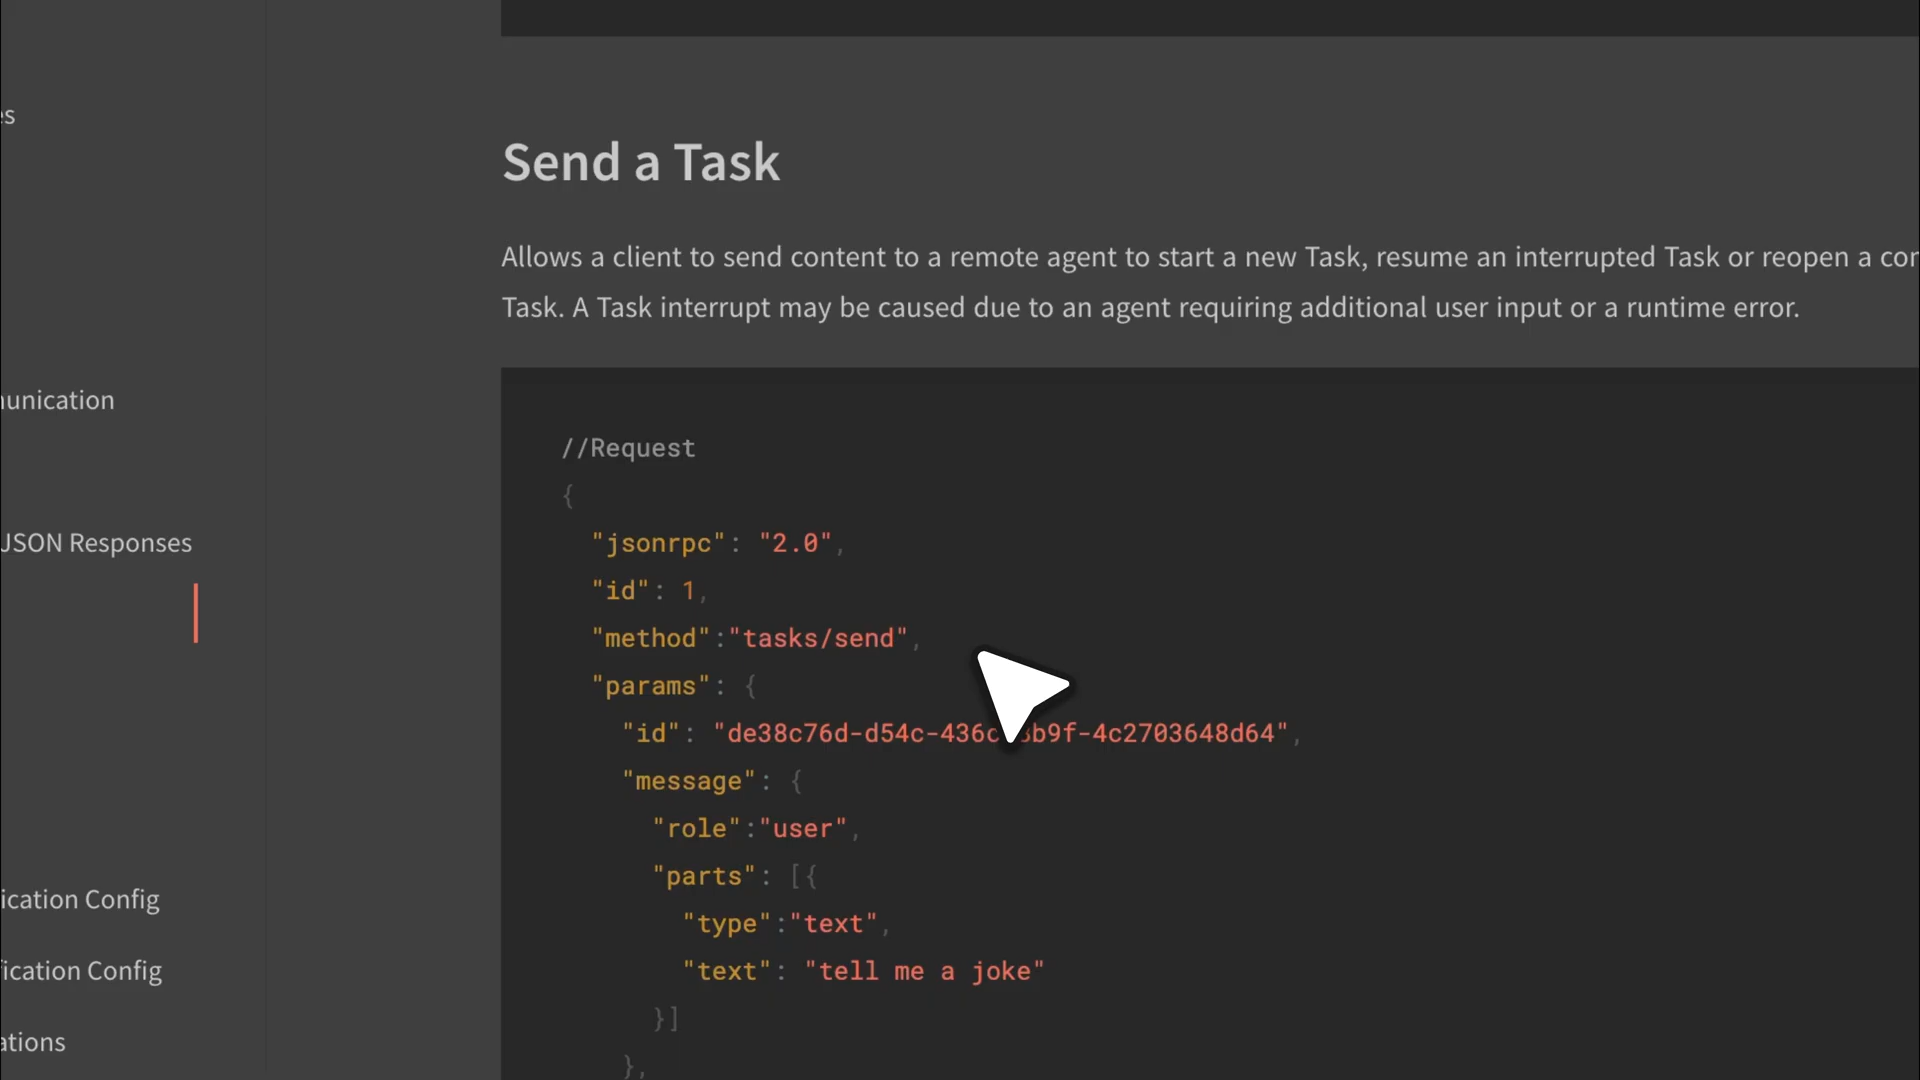 es
Send a Task
Allows a client to send content to a remote agent to start a new Task, resume an interrupted Task or reopen a
Task. A Task interrupt may be caused due to an agent requiring additional user input or a runtime error.
//Request
{
"jsonrpc": "2.0",
"id": 1,
"method":"tasks/send",
"params": {
"id": "de38c76d-d54c-436c b9f-4c2703648d64",
"message": {
"role":"user",
"parts": [{
"type":"text",
"text": "tell me a joke"
}]
},
unication
JSON Responses
ication Config
fication Config
ations